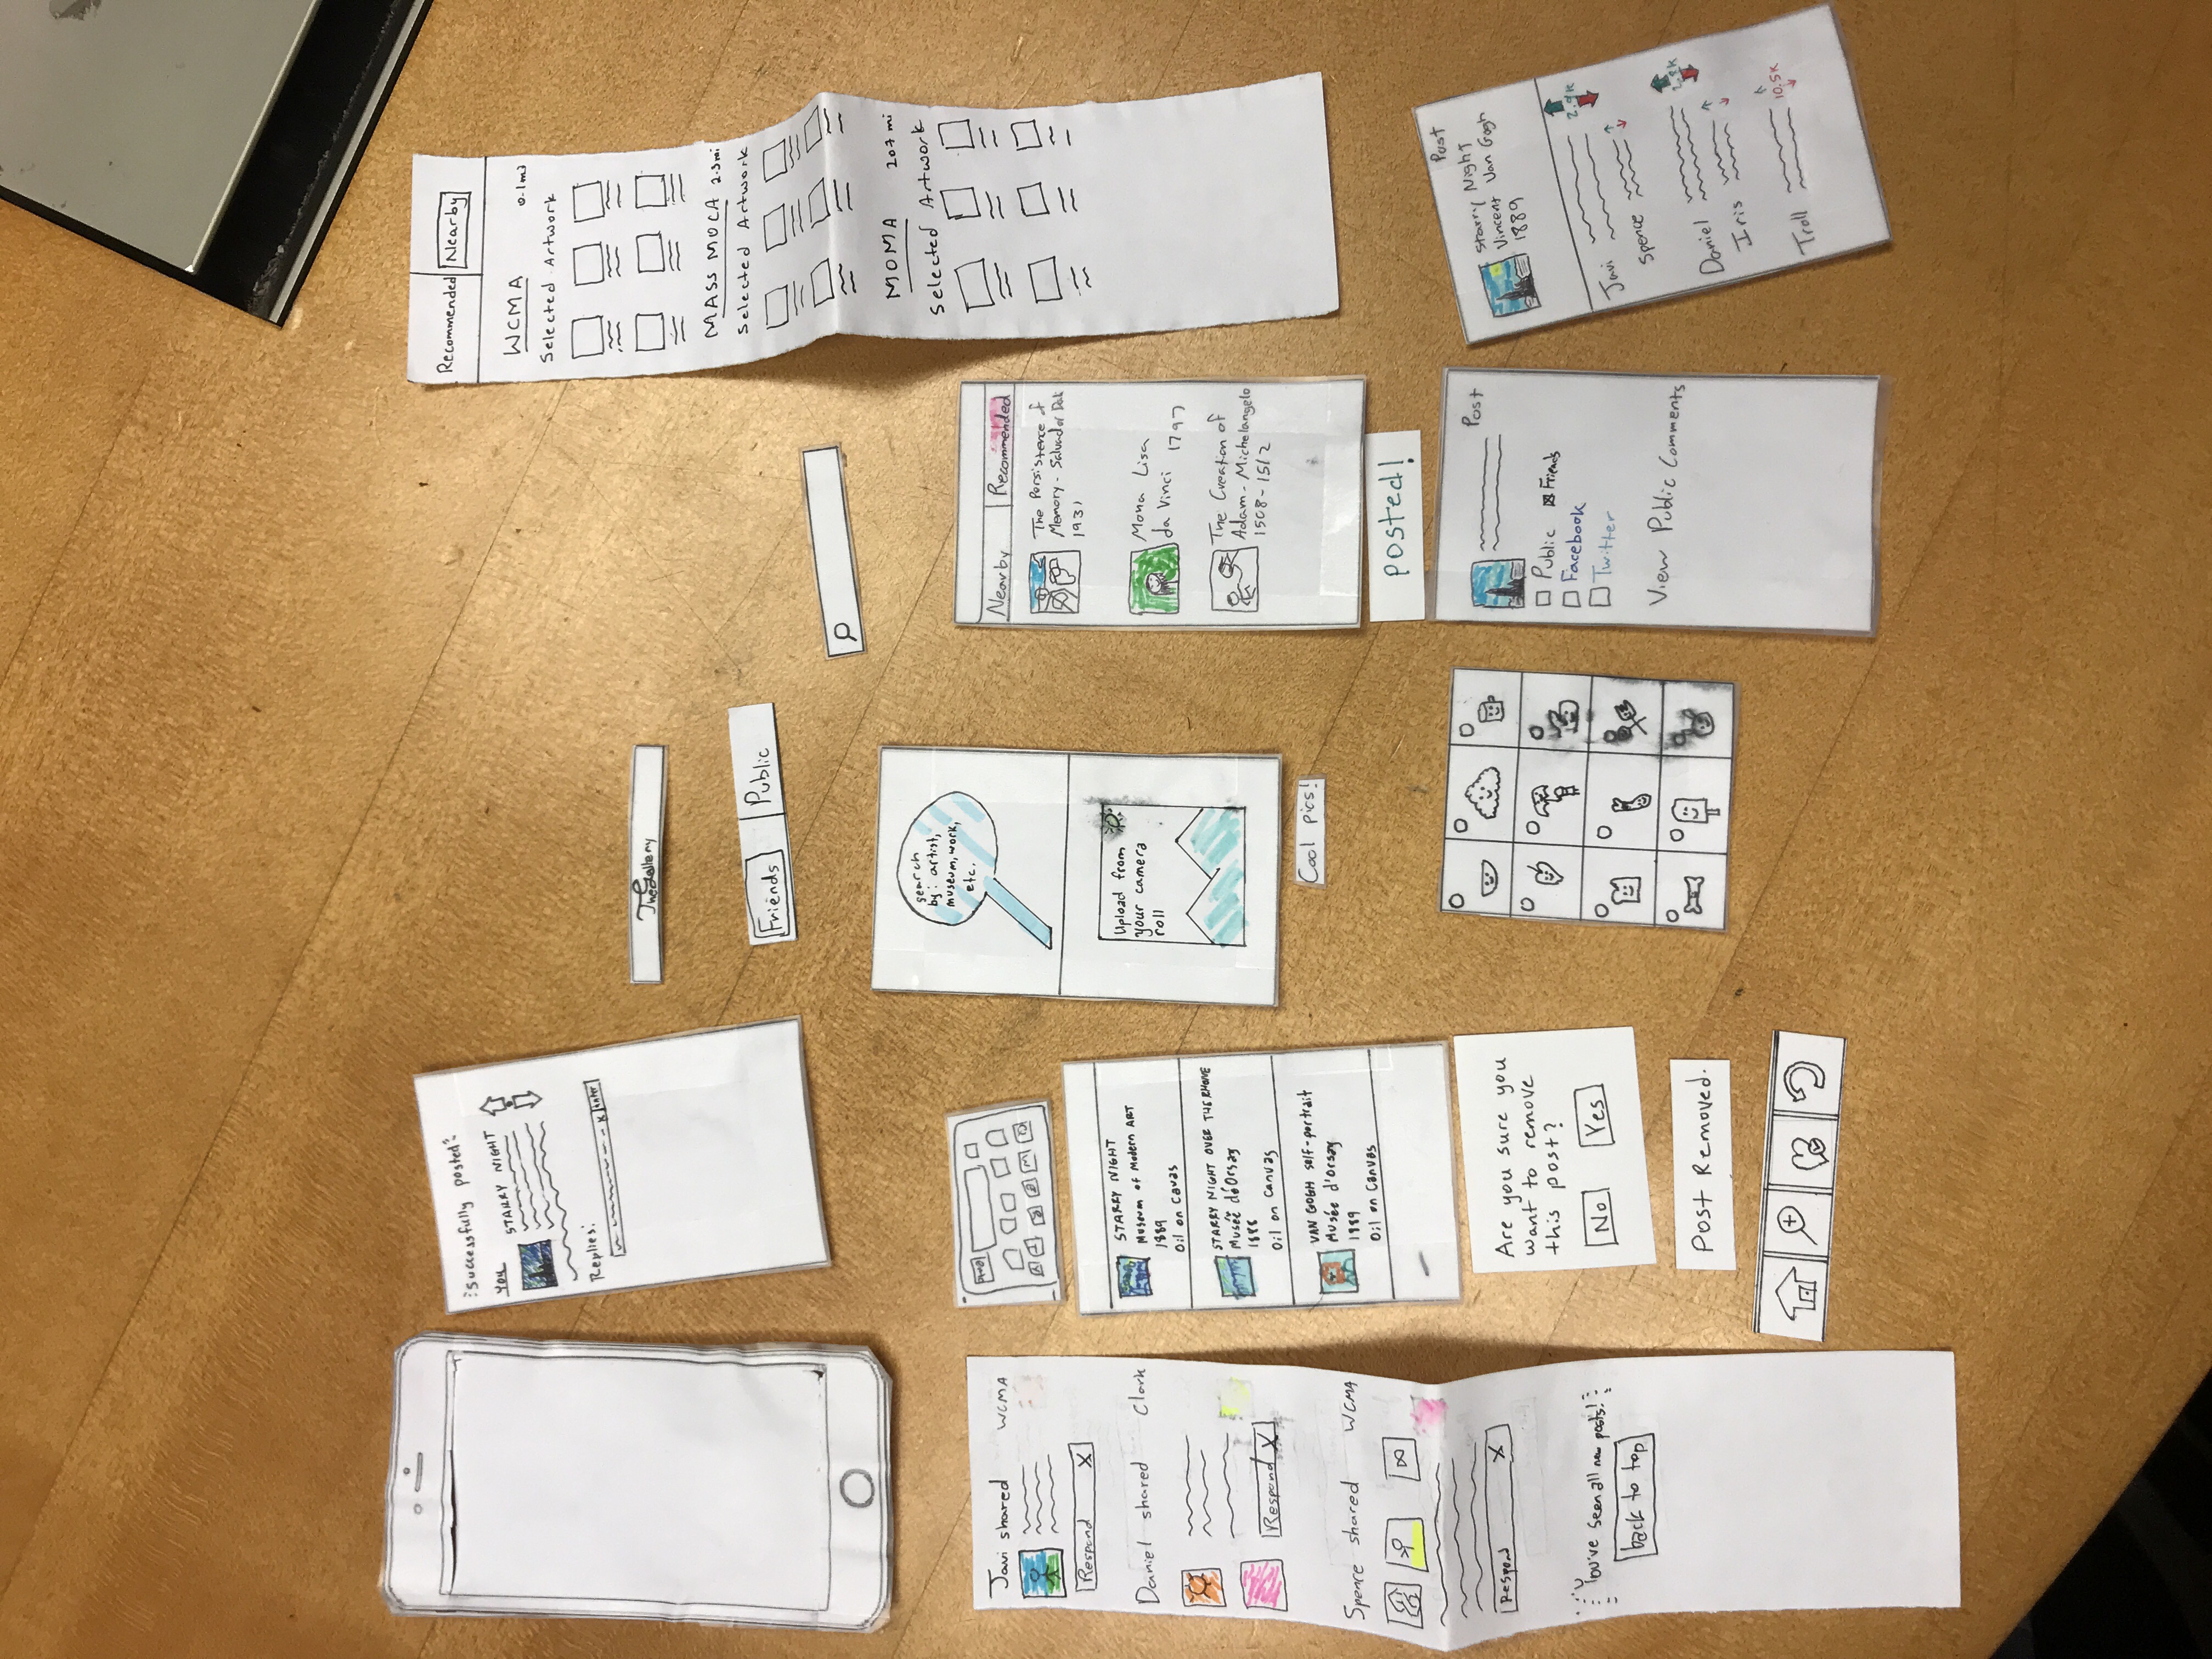 Successfully posted
You
STARRY NIGHT
Replies:
x enter
The Gallery
Friends
Public
Recommended
Nearby
WCMA
0.1 mi
Selected Artwork
MASS MOCA
2.3 mi
Selected Artwork
MOMA
207 mi
Selected Artwork
search
by: artist,
museum, work,
etc.
Upload from
your camera
roll
Cool pics!
Javi shared
WCMA
Respond X
Daniel shared
Clark
Respond X
Spence shared
WCMA
Respond X
You've seen all new posts!
back to top
STARRY NIGHT
Museum of Modern ART
1889
Oil on Cavas
STARRY NIGHT OVER THE RHONE
Musée d'Orsay
1888
Oil on Canvas
VAN GOGH self-portrait
Musée d'Orsay
1889
Oil on Canvas
Are you sure you
want to remove
this post?
No
Yes
Post Removed.
Nearby
Recommended
The Persistence of
Memory - Salvador Dali
1931
Mona Lisa
da Vinci 1797
The Creation of
Adam - Michelangelo
1508-1512
Posted!
Post
Public
Friends
Facebook
Twitter
View Public Comments
Post
Starry Night
Vincent Van Gogh
1889
Javi
2.9k
Spence
Daniel
2.8k
Iris
Troll
10.5k